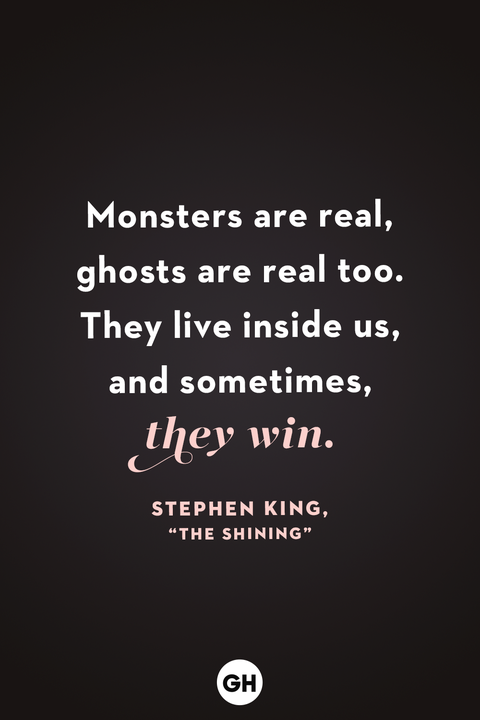 Monsters are real,
ghosts are real too.
They live inside us,
and sometimes,
they win.
STEPHEN KING,
“THE SHINING”
GH